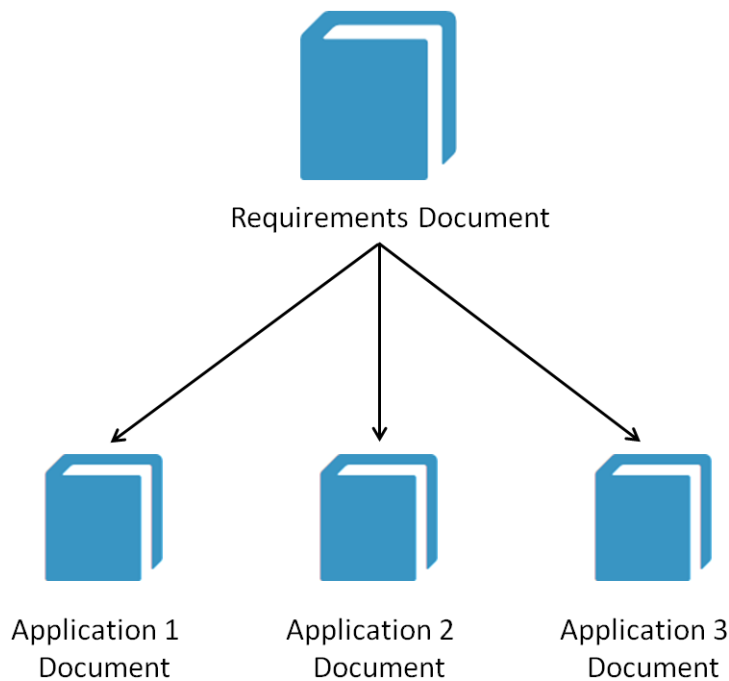 Requirements Document
Application 1
Document
Application 2
Document
Application 3
Document